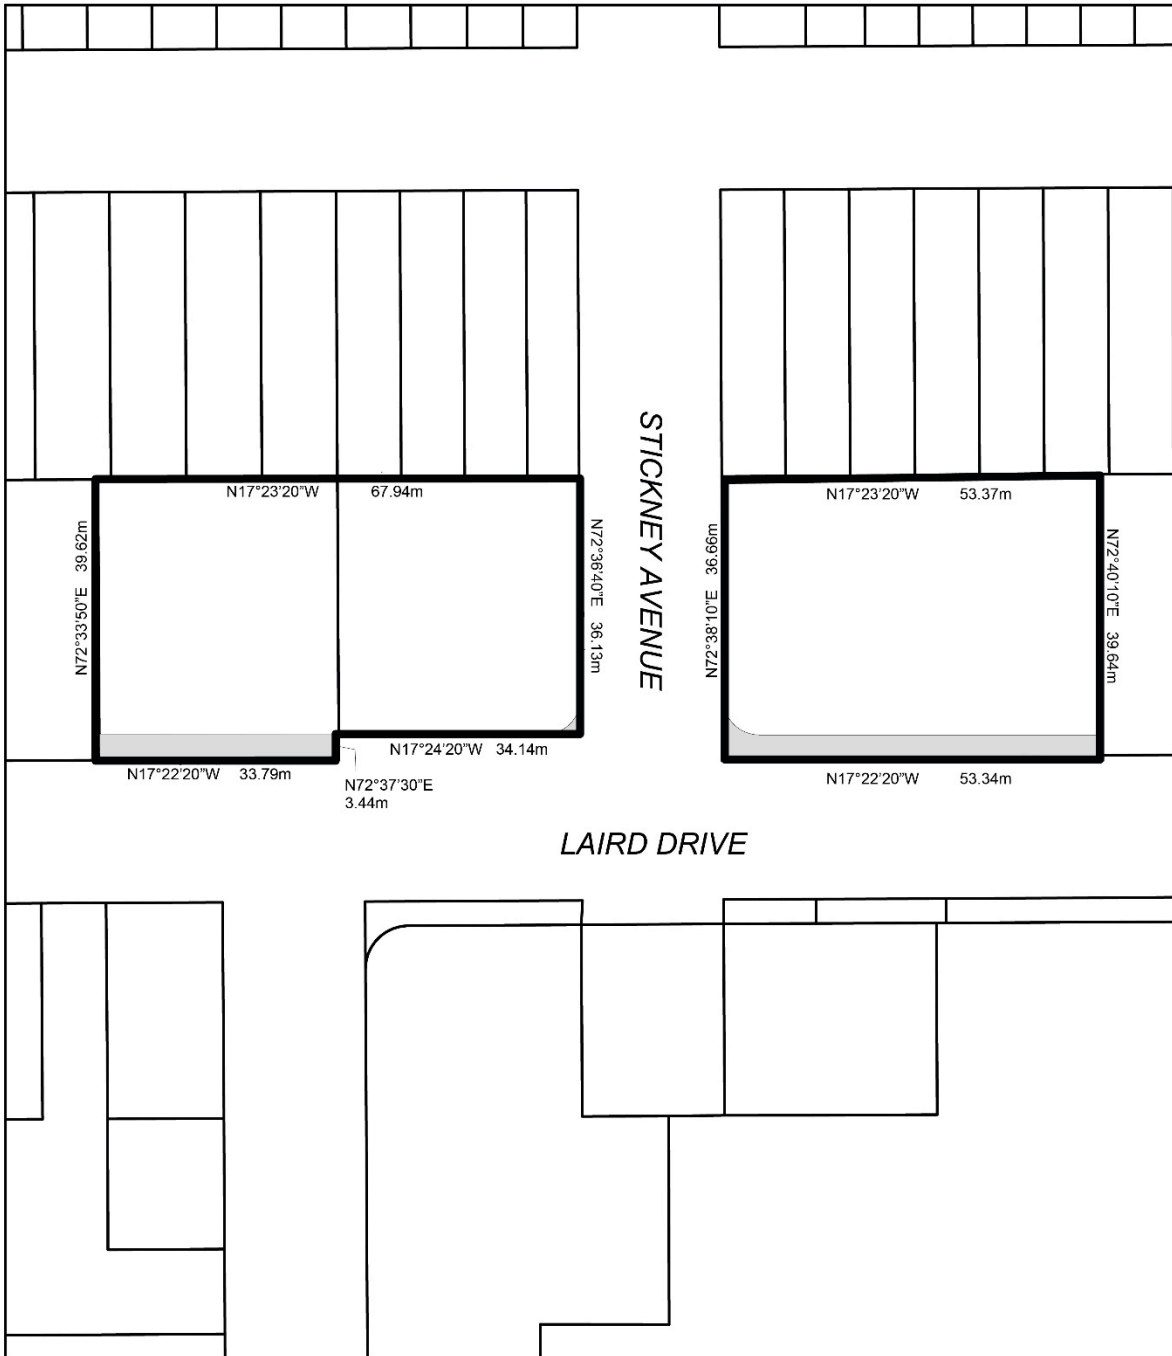 STICKNEY AVENUE
N17°23'20"W 67.94m
N17°23'20"W 53.37m
N72°33'50"E 39.62m
N72°36'40"E 36.13m
N72°38'10"E 36.66m
N72°40'10"E 39.64m
N17°24'20"W 34.14m
N17°22'20"W 33.79m
N72°37'30"E
3.44m
N17°22'20"W 53.34m
LAIRD DRIVE